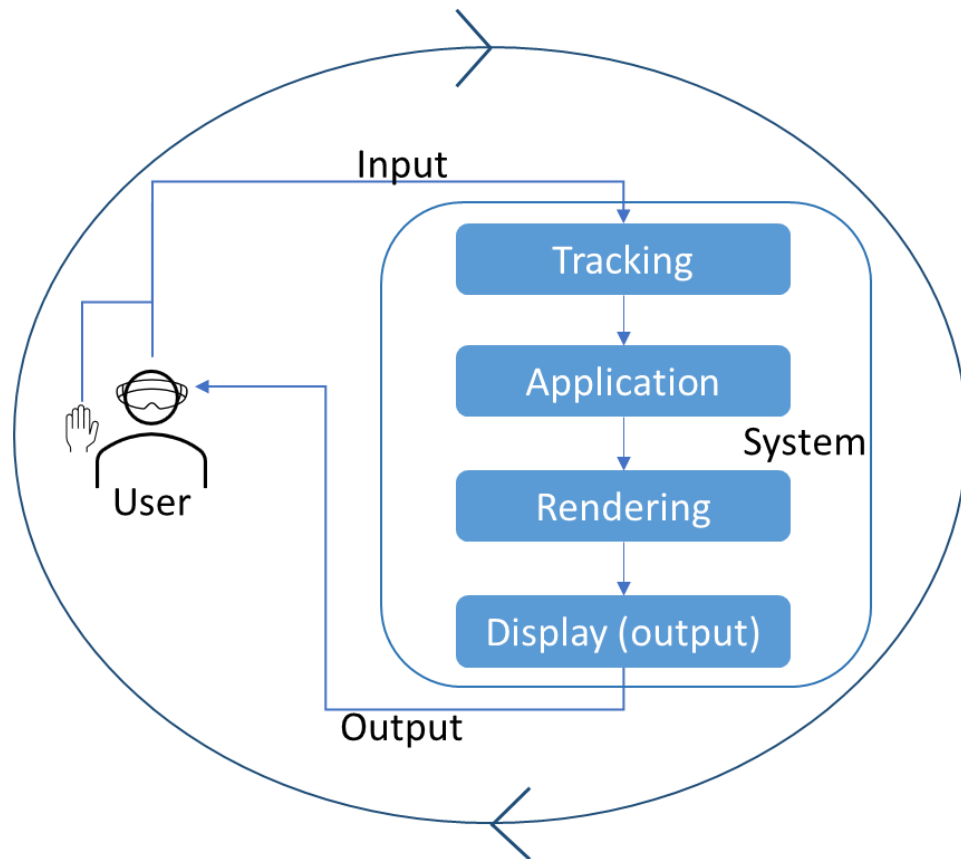 Input
Tracking
Application
System
Rendering
User
Display (output)
Output